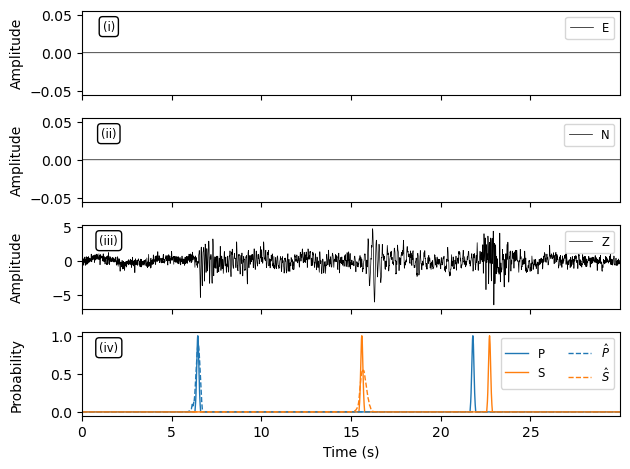 0.05
(i)
E
Amplitude
0.00
−0.05
0.05
(ii)
N
Amplitude
0.00
−0.05
5
(iii)
Z
Amplitude
0
−5
1.0
(iv)
P
P̂
S
Ŝ
Probability
0.5
0.0
0 5 10 15 20 25
Time (s)